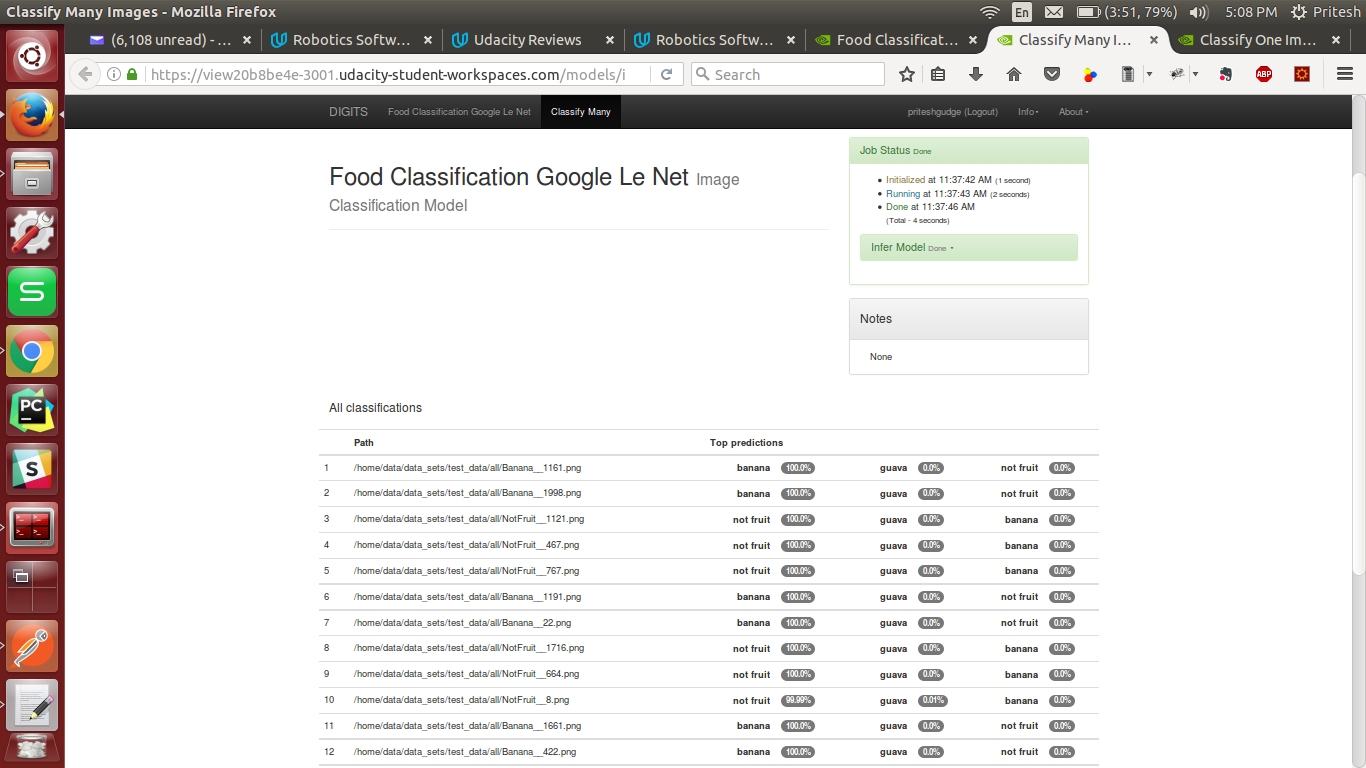 Classify Many Images - Mozilla Firefox
En
(3:51, 79%)
5:08 PM
Pritesh
(6,108 unread) - ...
Robotics Softw...
Udacity Reviews
Robotics Softw...
Food Classificat...
Classify Many I...
Classify One Im...
https://view20b8be4e-3001.udacity-student-workspaces.com/models/i
Search
ABP
DIGITS
Food Classification Google Le Net
Classify Many
priteshgudge (Logout)
Info
About
Food Classification Google Le Net Image
Classification Model
Job Status Done
Initialized at 11:37:42 AM (1 second)
Running at 11:37:43 AM (2 seconds)
Done at 11:37:46 AM
(Total - 4 seconds)
Infer Model Done
Notes
None
PC
S
All classifications
Path Top predictions
1 /home/data/data_sets/test_data/all/Banana__1161.png banana 100.0% guava 0.0% not fruit 0.0%
2 /home/data/data_sets/test_data/all/Banana__1998.png banana 100.0% guava 0.0% not fruit 0.0%
3 /home/data/data_sets/test_data/all/NotFruit__1121.png not fruit 100.0% guava 0.0% banana 0.0%
4 /home/data/data_sets/test_data/all/NotFruit__467.png not fruit 100.0% guava 0.0% banana 0.0%
5 /home/data/data_sets/test_data/all/NotFruit__767.png not fruit 100.0% guava 0.0% banana 0.0%
6 /home/data/data_sets/test_data/all/Banana__1191.png banana 100.0% guava 0.0% not fruit 0.0%
7 /home/data/data_sets/test_data/all/Banana__22.png banana 100.0% guava 0.0% not fruit 0.0%
8 /home/data/data_sets/test_data/all/NotFruit__1716.png not fruit 100.0% guava 0.0% banana 0.0%
9 /home/data/data_sets/test_data/all/NotFruit__664.png not fruit 100.0% guava 0.0% banana 0.0%
10 /home/data/data_sets/test_data/all/NotFruit__8.png not fruit 99.99% guava 0.01% banana 0.0%
11 /home/data/data_sets/test_data/all/Banana__1661.png banana 100.0% guava 0.0% not fruit 0.0%
12 /home/data/data_sets/test_data/all/Banana__422.png banana 100.0% guava 0.0% not fruit 0.0%